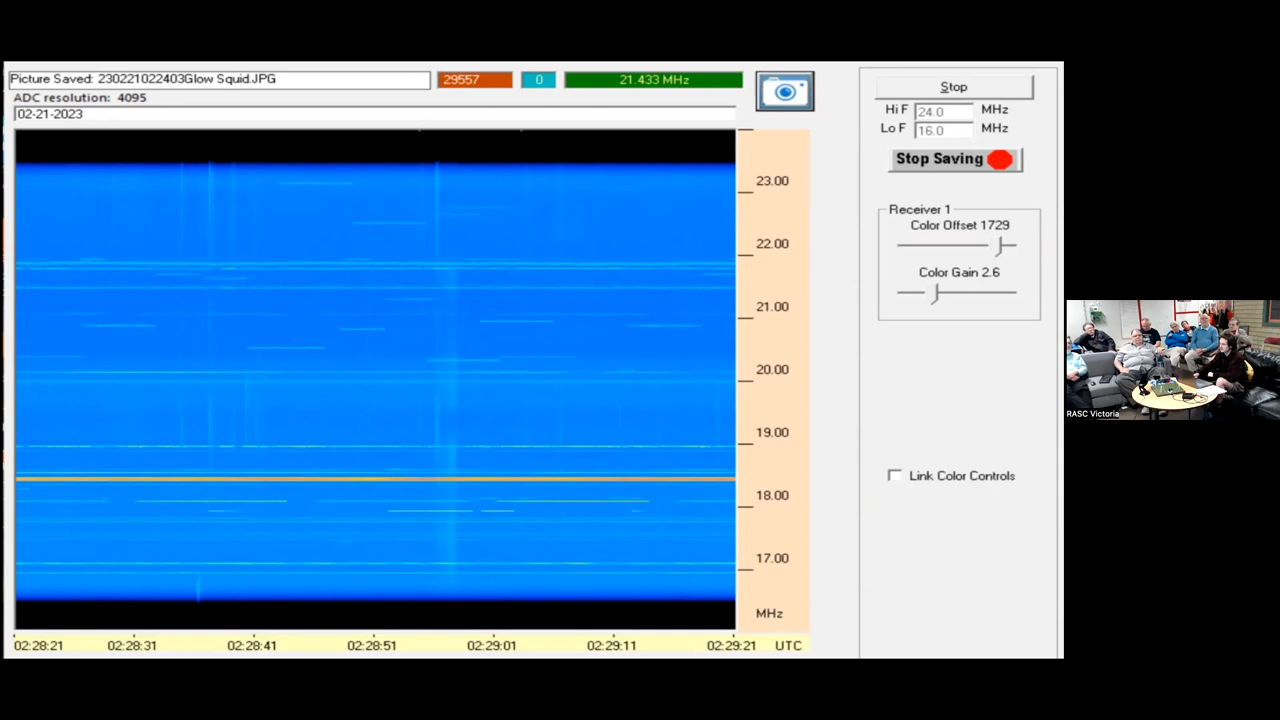 Picture Saved: 230221022403Glow Squid.JPG
29557
0
21.433 MHz
ADC resolution: 4095
02-21-2023
Stop
Hi F 24.0 MHz
Lo F 16.0 MHz
Stop Saving
Receiver 1
Color Offset 1729
Color Gain 2.6
Link Color Controls
23.00
22.00
21.00
20.00
19.00
18.00
17.00
MHz
02:28:21 02:28:31 02:28:41 02:28:51 02:29:01 02:29:11 02:29:21 UTC
RASC Victoria